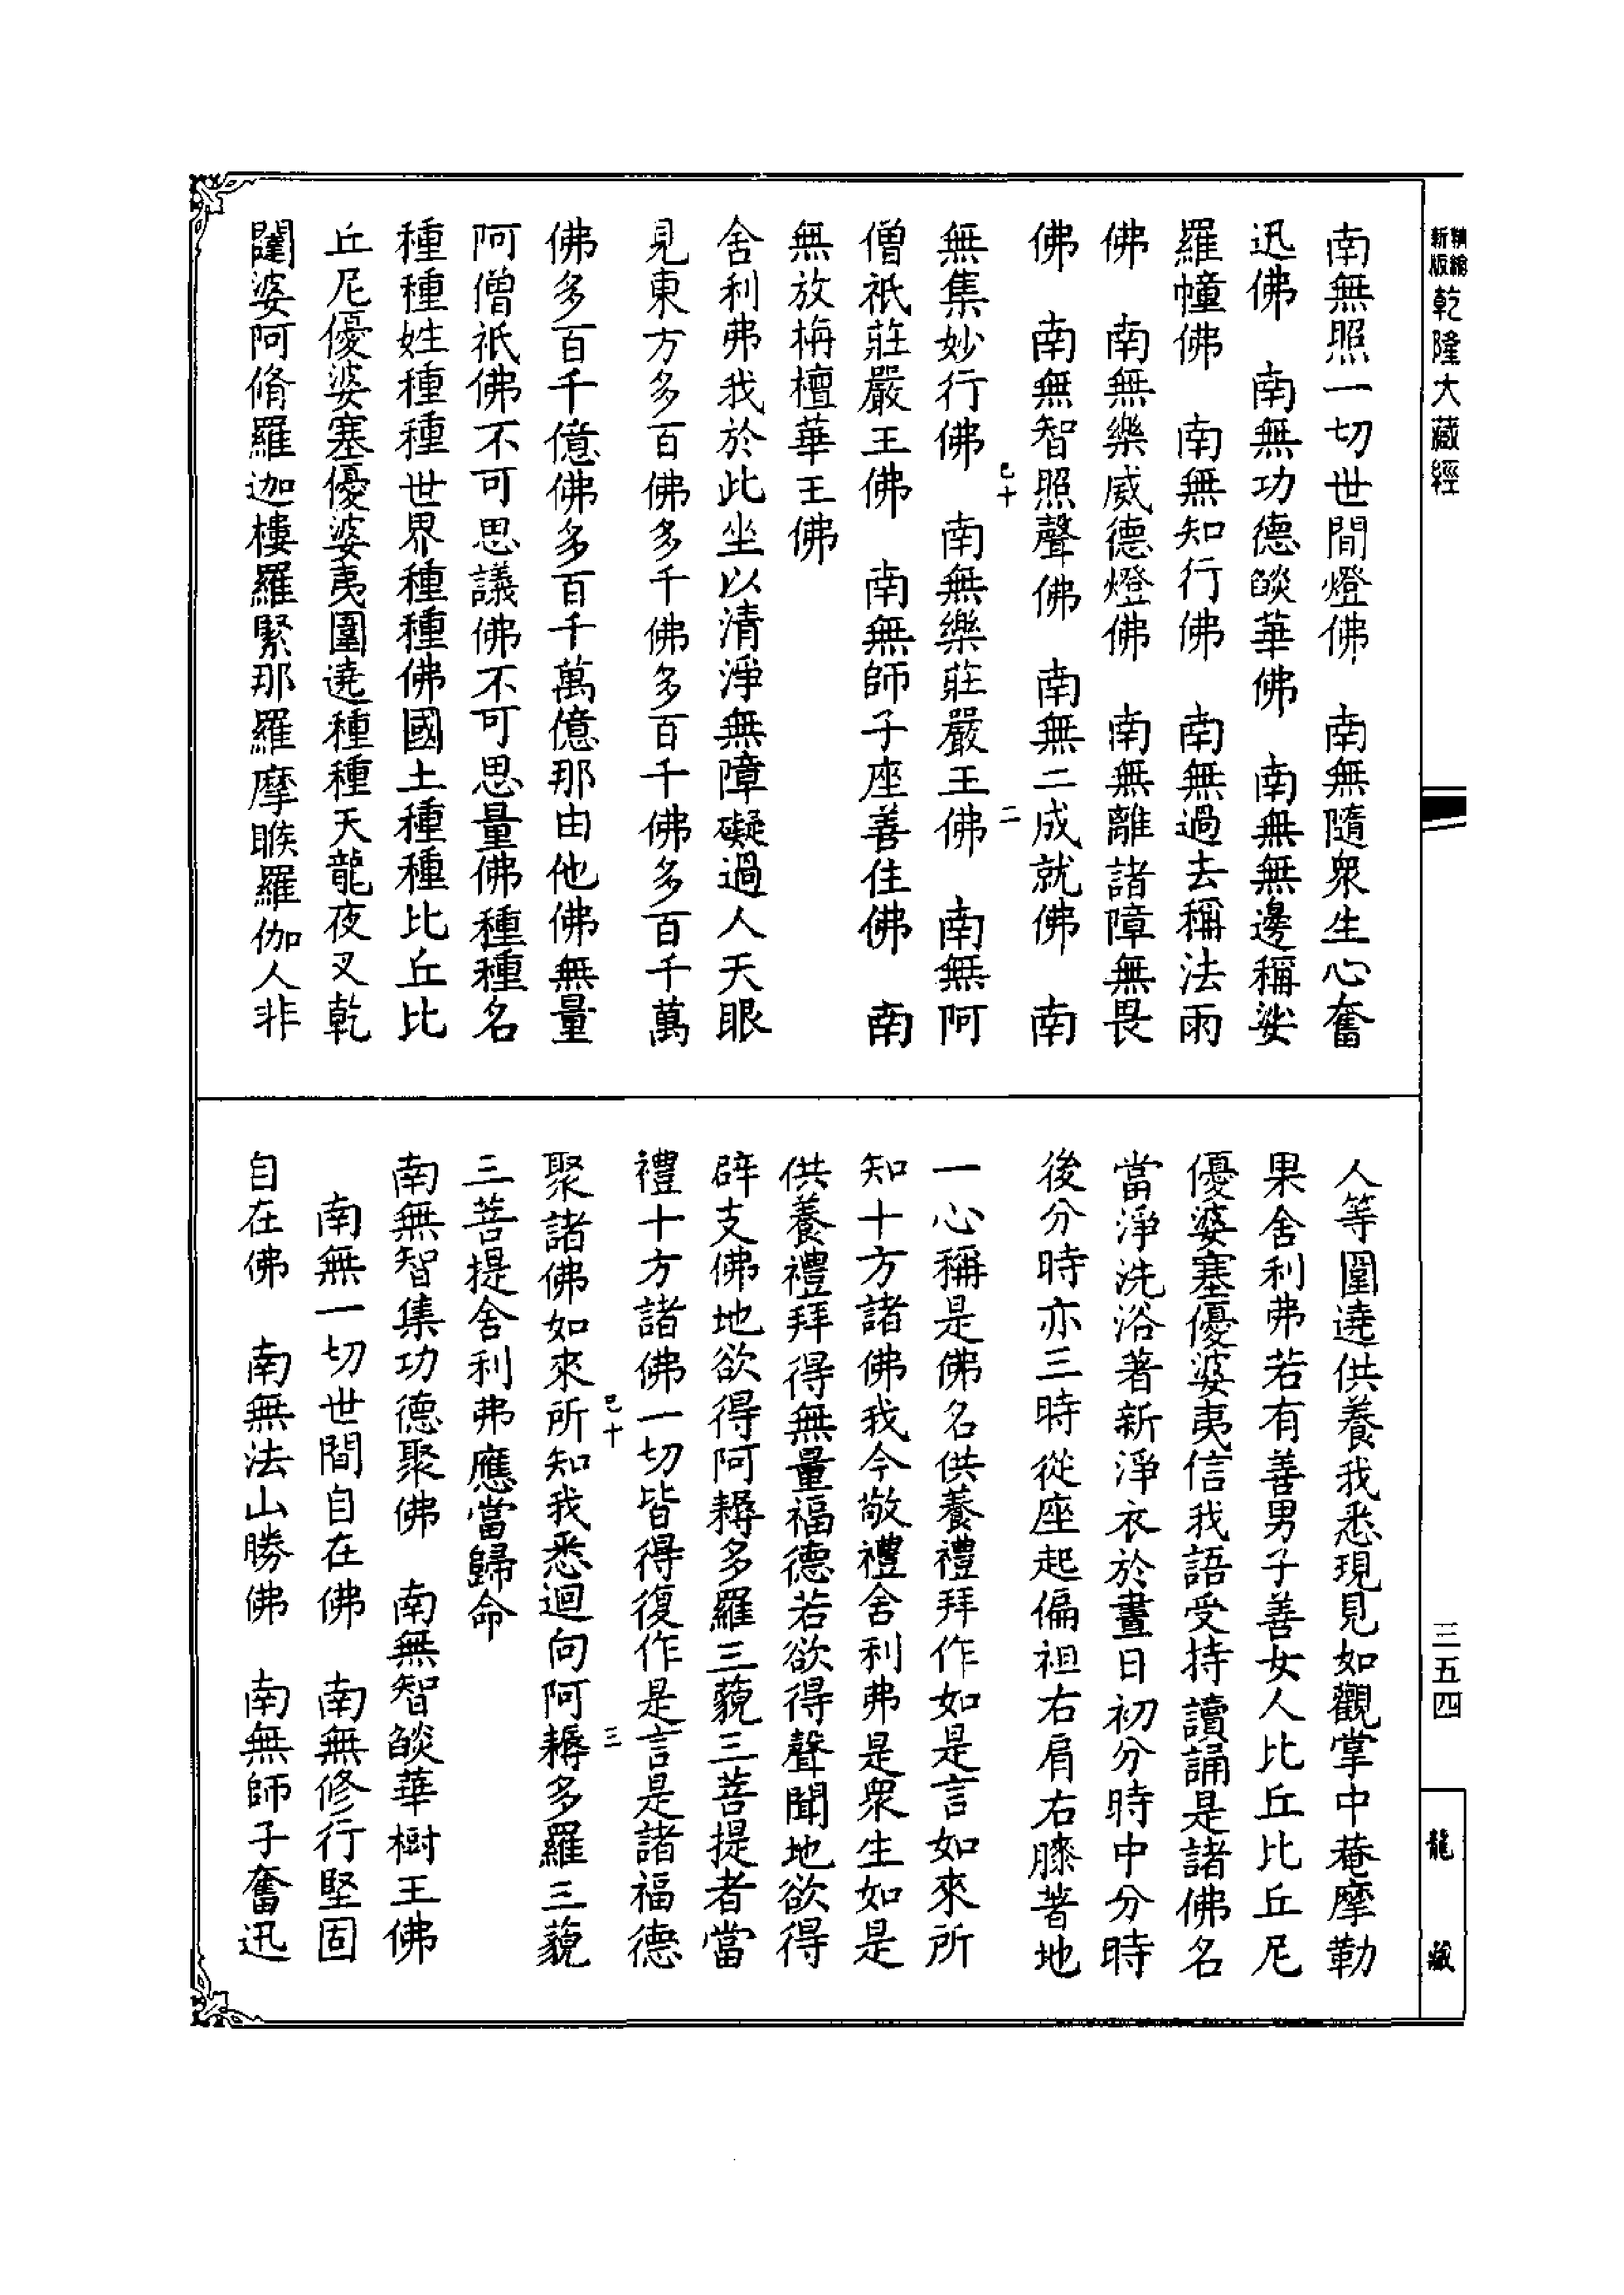 新版
精縮
乾隆大藏經
三五四
龍藏
南無照一切世間燈佛　南無隨衆生心奮
迅佛　南無功德燄華佛　南無無邊稱娑
羅幢佛　南無知行佛　南無過去稱法雨
佛　南無樂威德燈佛　南無離諸障無畏
佛　南無智照聲佛　南無二成就佛　南
無集妙行佛　南無樂莊嚴王佛　南無阿
巳十　二
僧祇莊嚴王佛　南無師子座善住佛　南
無放栴檀華王佛
舍利弗我於此坐以清淨無障礙過人天眼
見東方多百佛多千佛多百千佛多百千萬
佛多百千億佛多百千萬億那由他佛無量
阿僧祇佛不可思議佛不可思量佛種種名
種種姓種種世界種種佛國土種種比丘比
丘尼優婆塞優婆夷圍遶種種天龍夜叉乾
闥婆阿脩羅迦樓羅緊那羅摩睺羅伽人非
人等圍遶供養我悉現見如觀掌中菴摩勒
果舍利弗若有善男子善女人比丘比丘尼
優婆塞優婆夷信我語受持讀誦是諸佛名
當淨洗浴著新淨衣於晝日初分時中分時
後分時亦三時從座起偏袒右肩右膝著地
一心稱是佛名供養禮拜作如是言如來所
知十方諸佛我今敬禮舍利弗是衆生如是
供養禮拜得無量福德若欲得聲聞地欲得
辟支佛地欲得阿耨多羅三藐三菩提者當
禮十方諸佛一切皆得復作是言是諸福德
巳十　三
聚諸佛如來所知我悉迴向阿耨多羅三藐
三菩提舍利弗應當歸命
南無智集功德聚佛　南無智燄華樹王佛
南無一切世間自在佛　南無修行堅固
自在佛　南無法山勝佛　南無師子奮迅